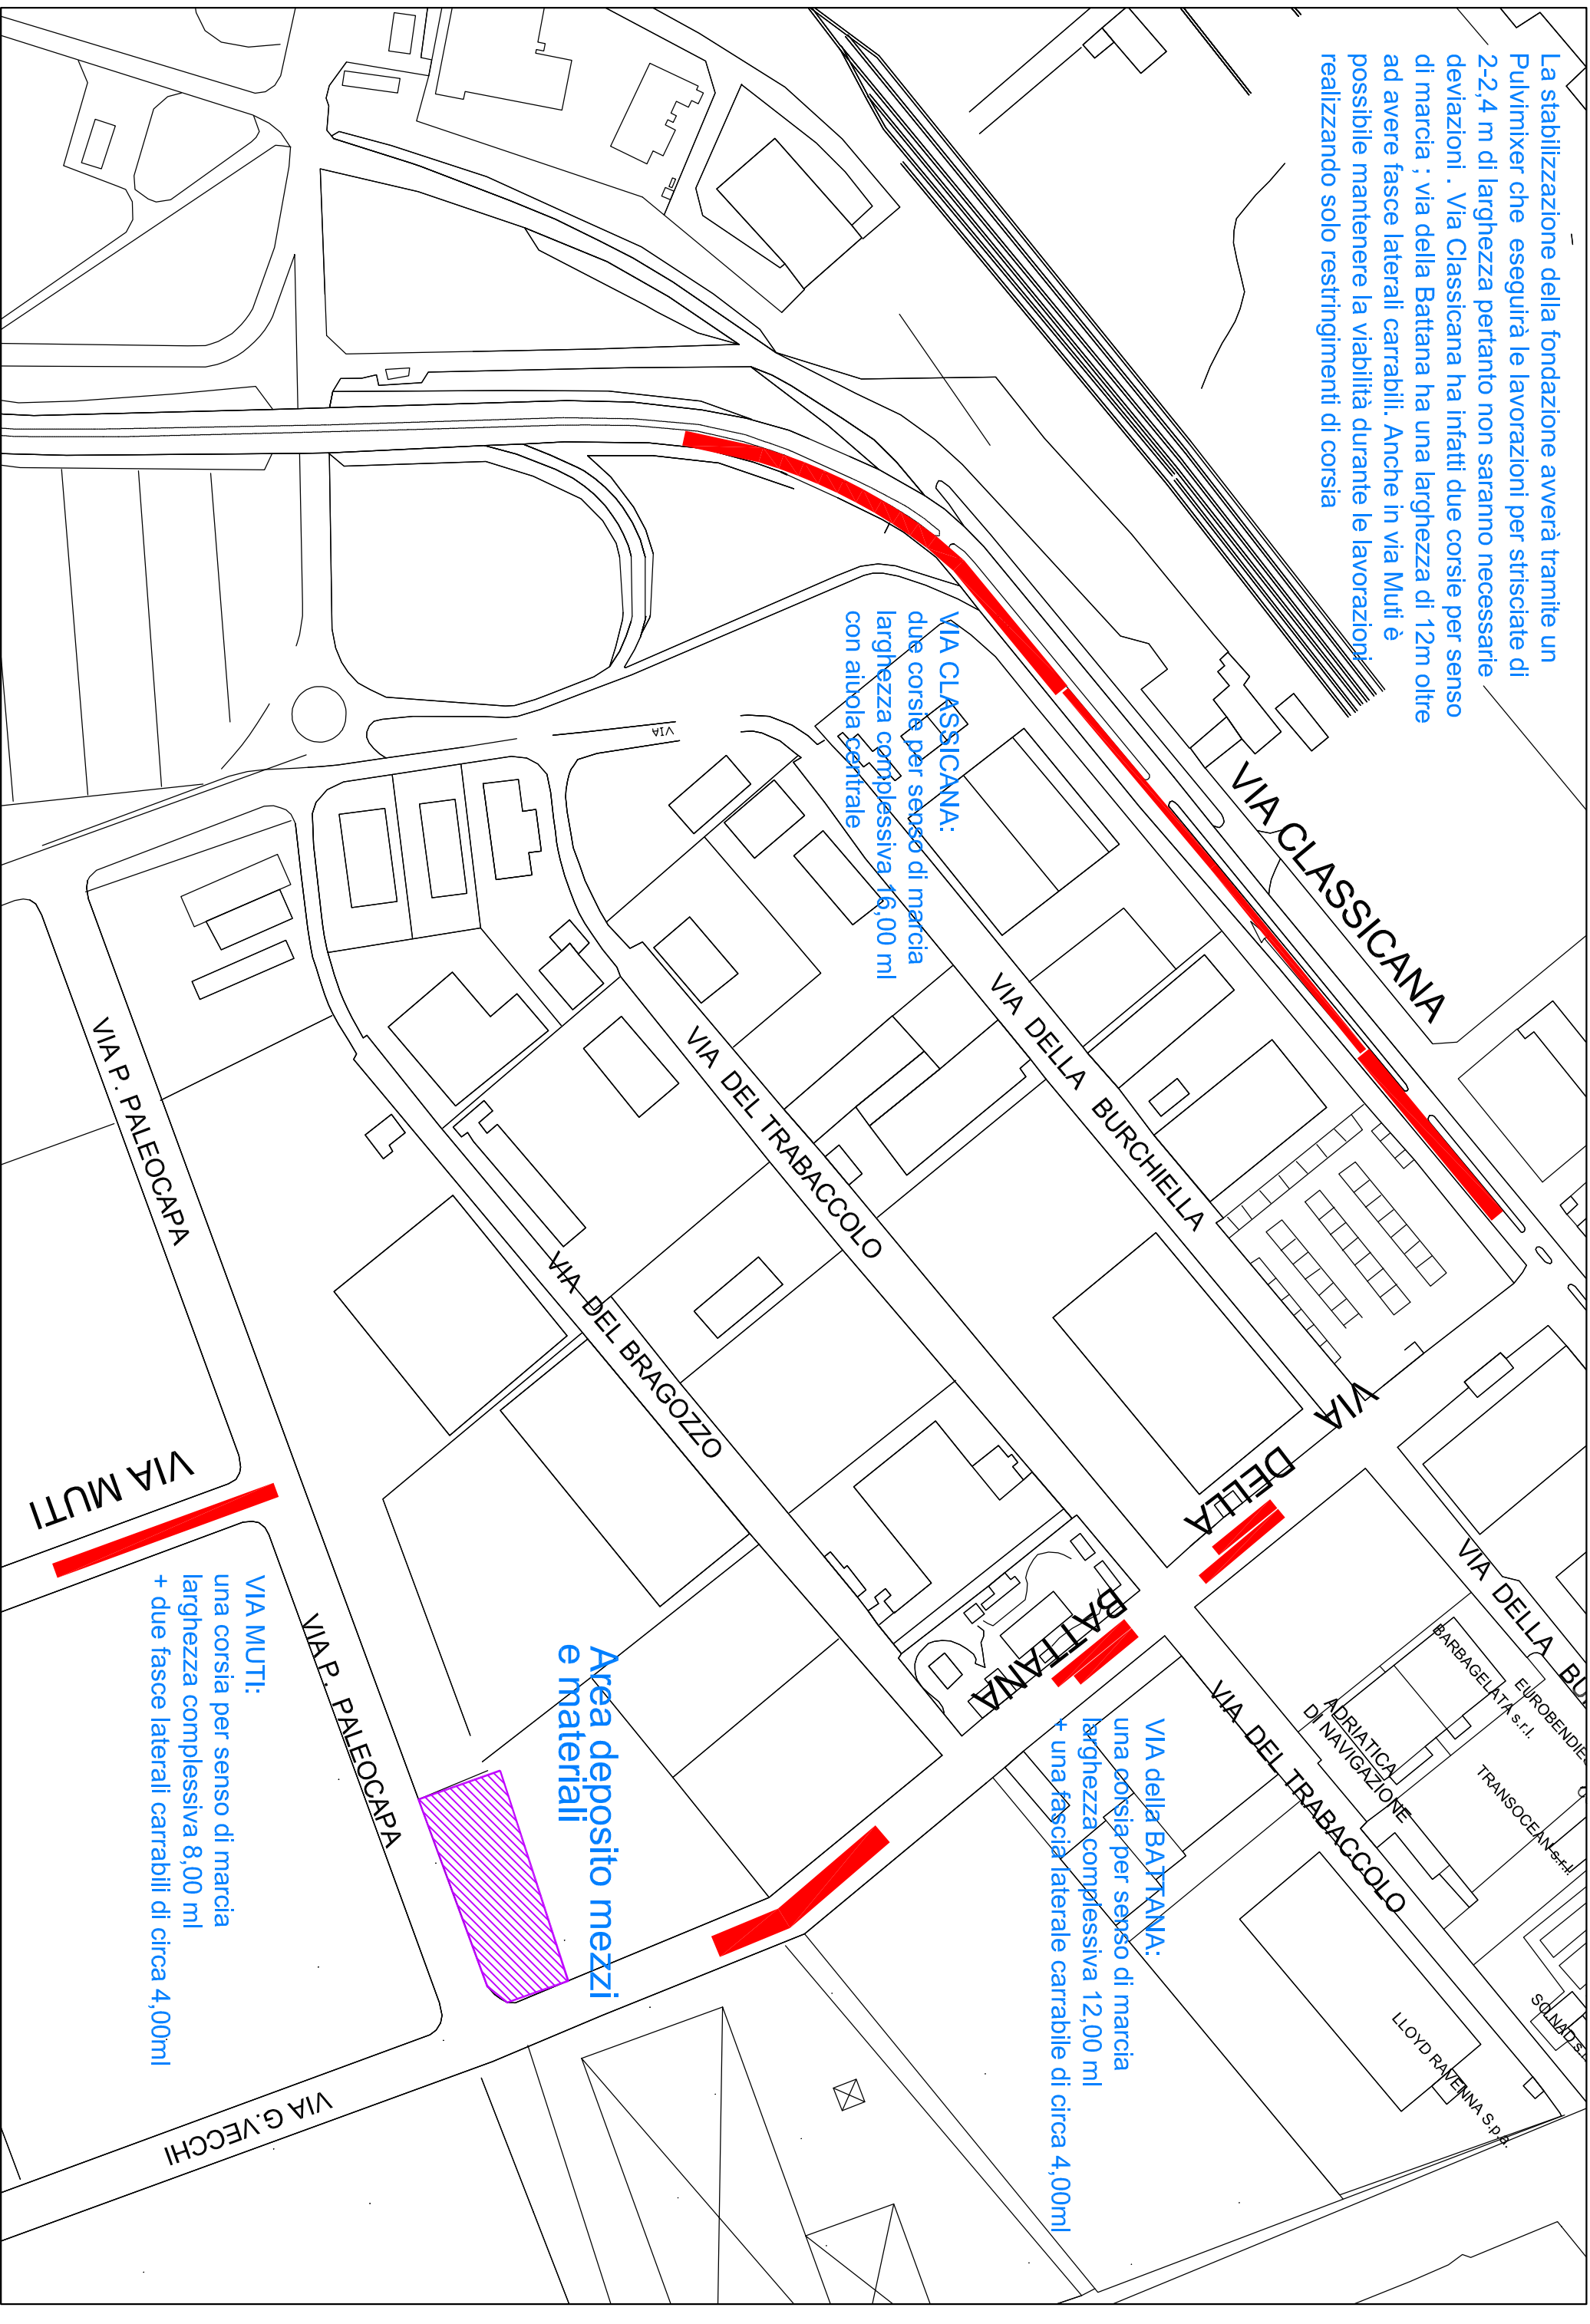 La stabilizzazione della fondazione avverà tramite un
Pulvimixer che eseguirà le lavorazioni per strisciate di
2-2,4 m di larghezza pertanto non saranno necessarie
deviazioni . Via Classicana ha infatti due corsie per senso
di marcia ; via della Battana ha una larghezza di 12m oltre
ad avere fasce laterali carrabili. Anche in via Muti è
possibile mantenere la viabilità durante le lavorazioni
realizzando solo restringimenti di corsia
VIA CLASSICANA
VIA CLASSICANA:
due corsie per senso di marcia
larghezza complessiva 16,00 ml
con aiuola centrale
VIA
VIA DELLA BURCHIELLA
VIA DEL TRABACCOLO
VIA DEL BRAGOZZO
VIA P. PALEOCAPA
VIA DELLA BATTANA
VIA DELLA
BARBAGELATA s.r.l.
ADRIATICA
DI NAVIGAZIONE
TRANSOCEAN s.r.l.
VIA DEL TRABACCOLO
LLOYD RAVENNA S.p.a.
VIA della BATTANA:
una corsia per senso di marcia
larghezza complessiva 12,00 ml
+ una fascia laterale carrabile di circa 4,00ml
Area deposito mezzi
e materiali
VIA MUTI
VIA P. PALEOCAPA
VIA MUTI:
una corsia per senso di marcia
larghezza complessiva 8,00 ml
+ due fasce laterali carrabili di circa 4,00ml
VIA G.VECCHI